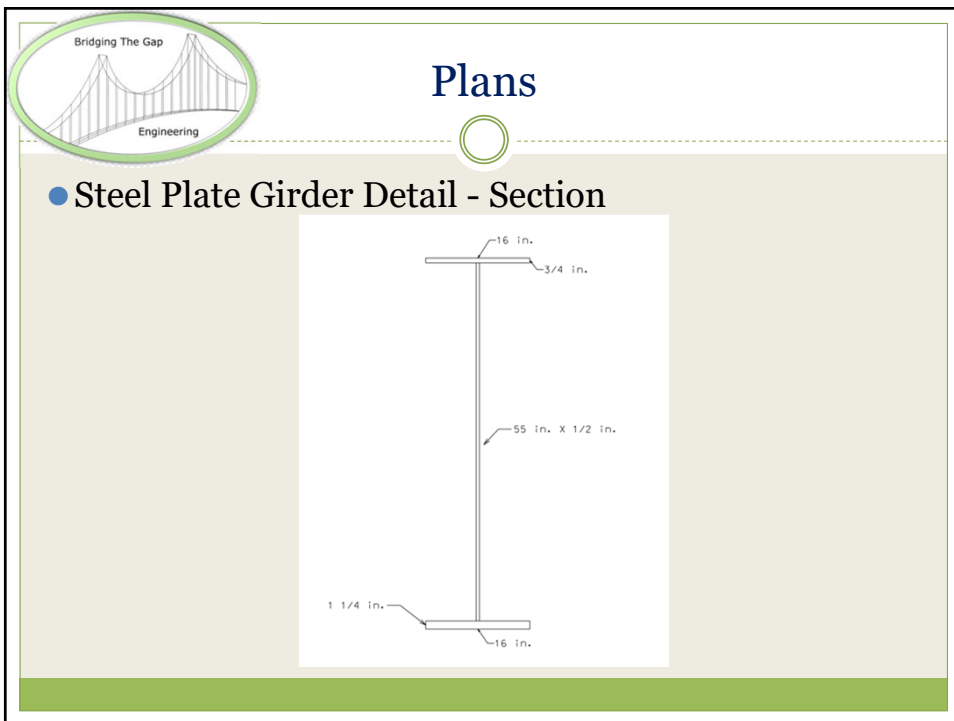 Bridging The Gap
Engineering
Plans
Steel Plate Girder Detail - Section
16 in.
3/4 in.
55 in. X 1/2 in.
1 1/4 in.
16 in.